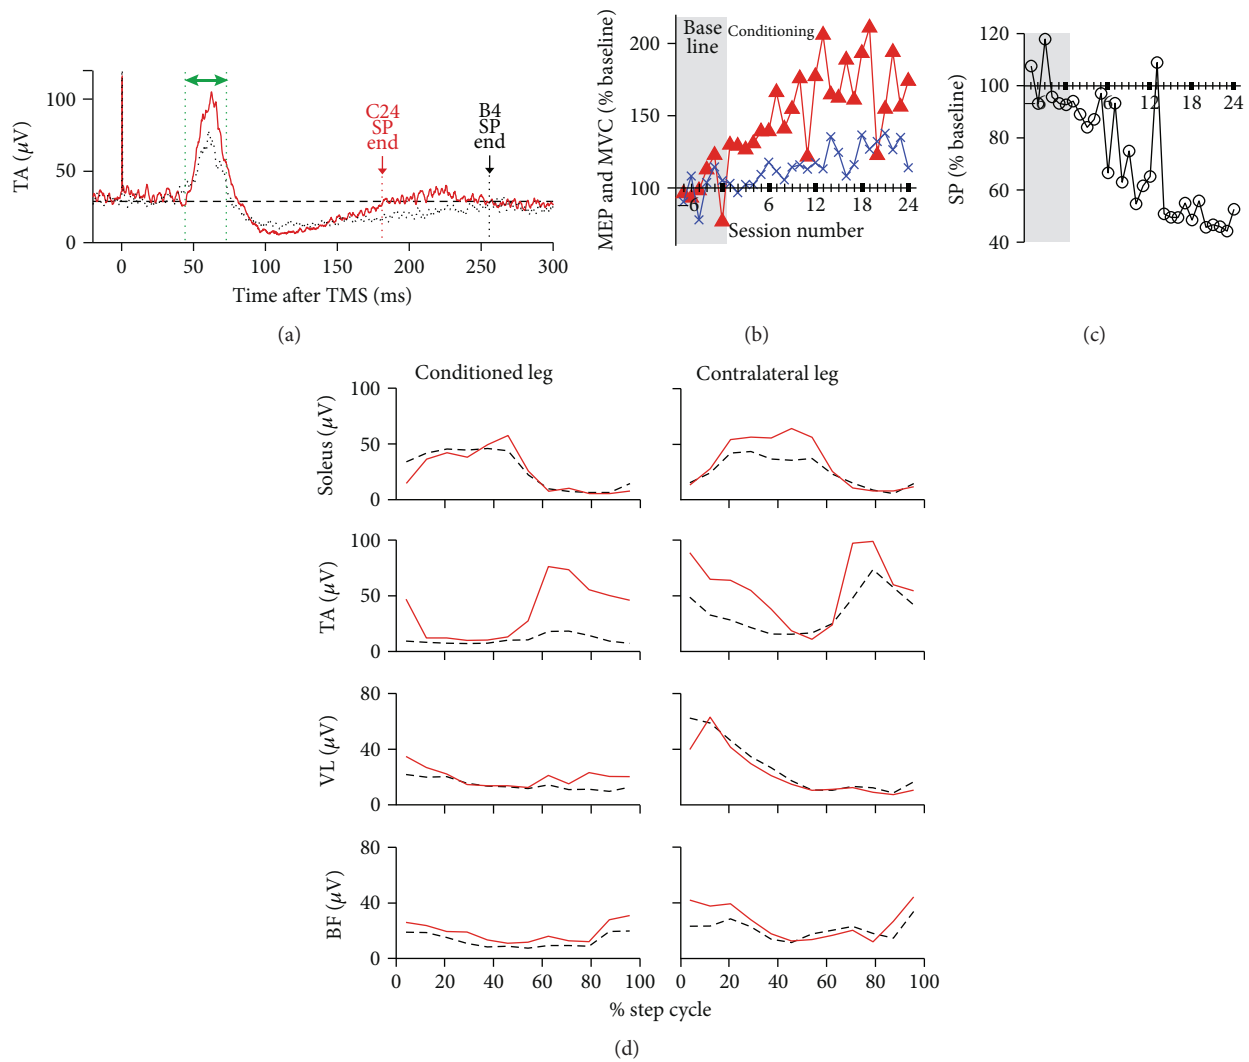 TA (μV)
100
50
0
C24
SP
end
B4
SP
end
0
50
100
150
200
250
300
Time after TMS (ms)
(a)
MEP and MVC (% baseline)
200
150
100
Base
line
Conditioning
-6
6
12
18
24
Session number
(b)
SP (% baseline)
120
100
80
60
40
6
12
18
24
(c)
Conditioned leg
Contralateral leg
Soleus (μV)
100
50
0
TA (μV)
100
50
0
VL (μV)
80
40
0
BF (μV)
80
40
0
0 20 40 60 80 100
0 20 40 60 80 100
% step cycle
(d)